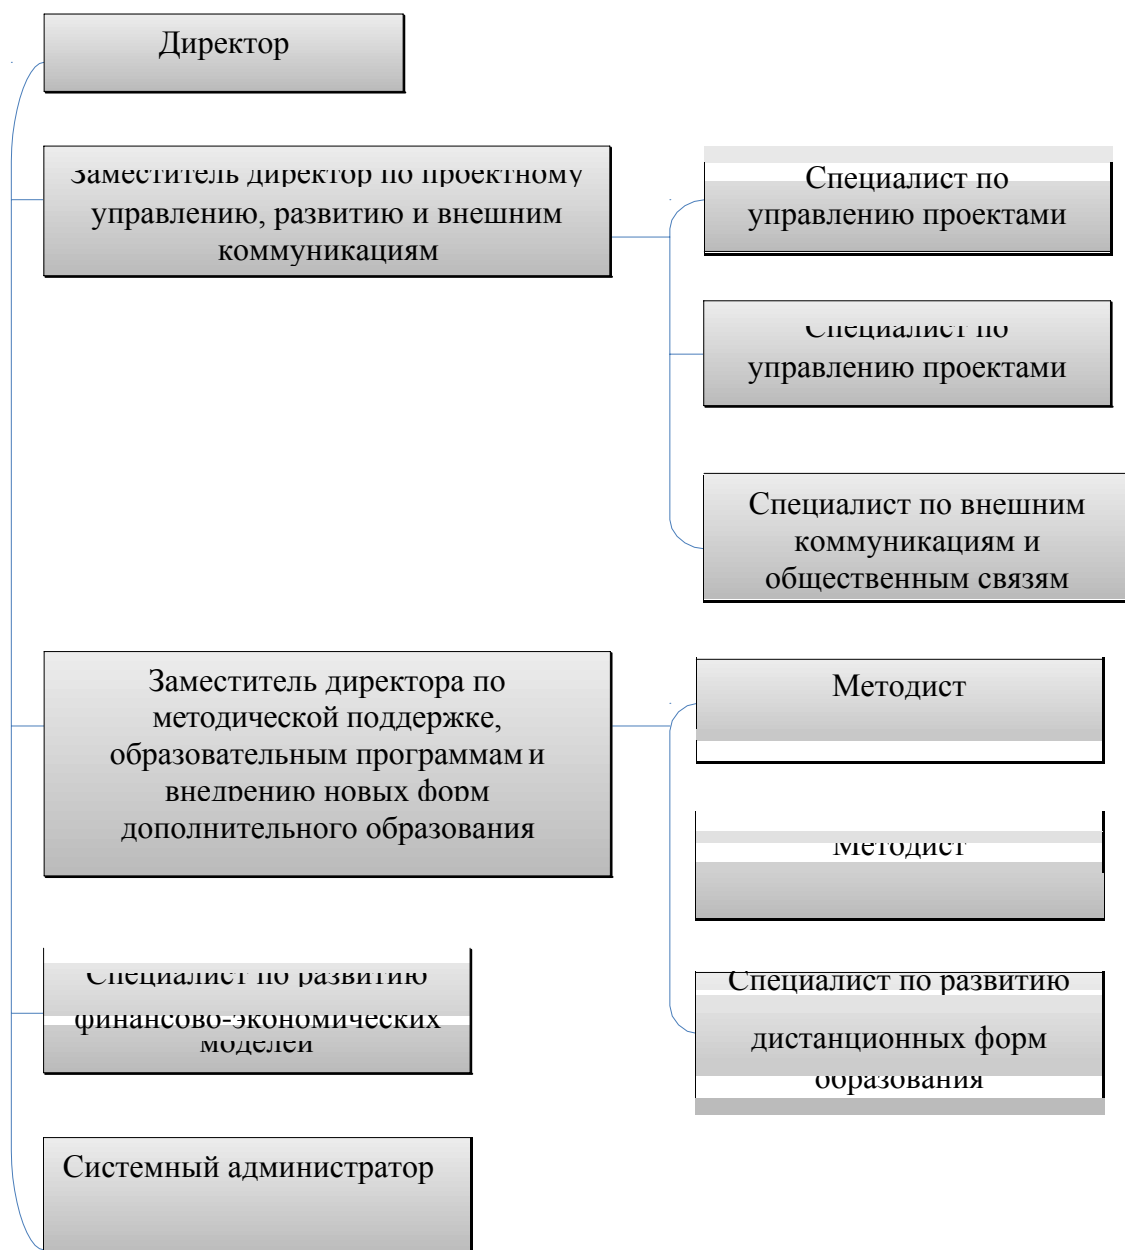 Директор
Заместитель директор по проектному
управлению, развитию и внешним
коммуникациям
Специалист по
управлению проектами
Специалист по
управлению проектами
Специалист по внешним
коммуникациям и
общественным связям
Заместитель директора по
методической поддержке,
образовательным программам и
внедрению новых форм
дополнительного образования
Методист
Методист
Специалист по развитию
дистанционных форм
образования
Специалист по развитию
финансово-экономических
моделей
Системный администратор